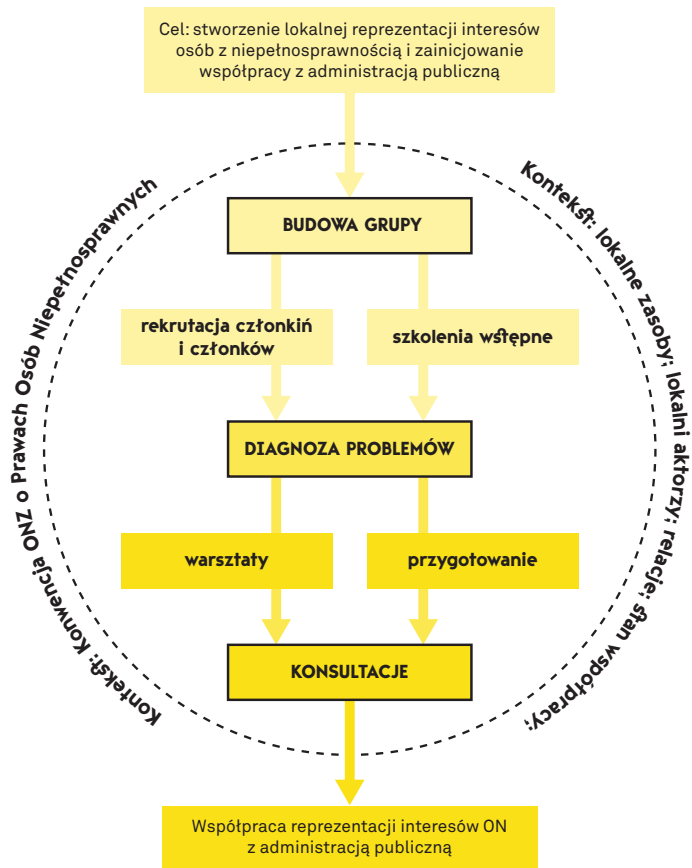 Cel: stworzenie lokalnej reprezentacji interesów
osób z niepełnosprawnością i zainicjowanie
współpracy z administracją publiczną
Kontekst: Konwencja ONZ o Prawach Osób Niepełnosprawnych
Kontekst: lokalne zasoby; lokalni aktorzy; relacje; stan współpracy;
BUDOWA GRUPY
rekrutacja członkiń
i członków
szkolenia wstępne
DIAGNOZA PROBLEMÓW
warsztaty
przygotowanie
KONSULTACJE
Współpraca reprezentacji interesów ON
z administracją publiczną